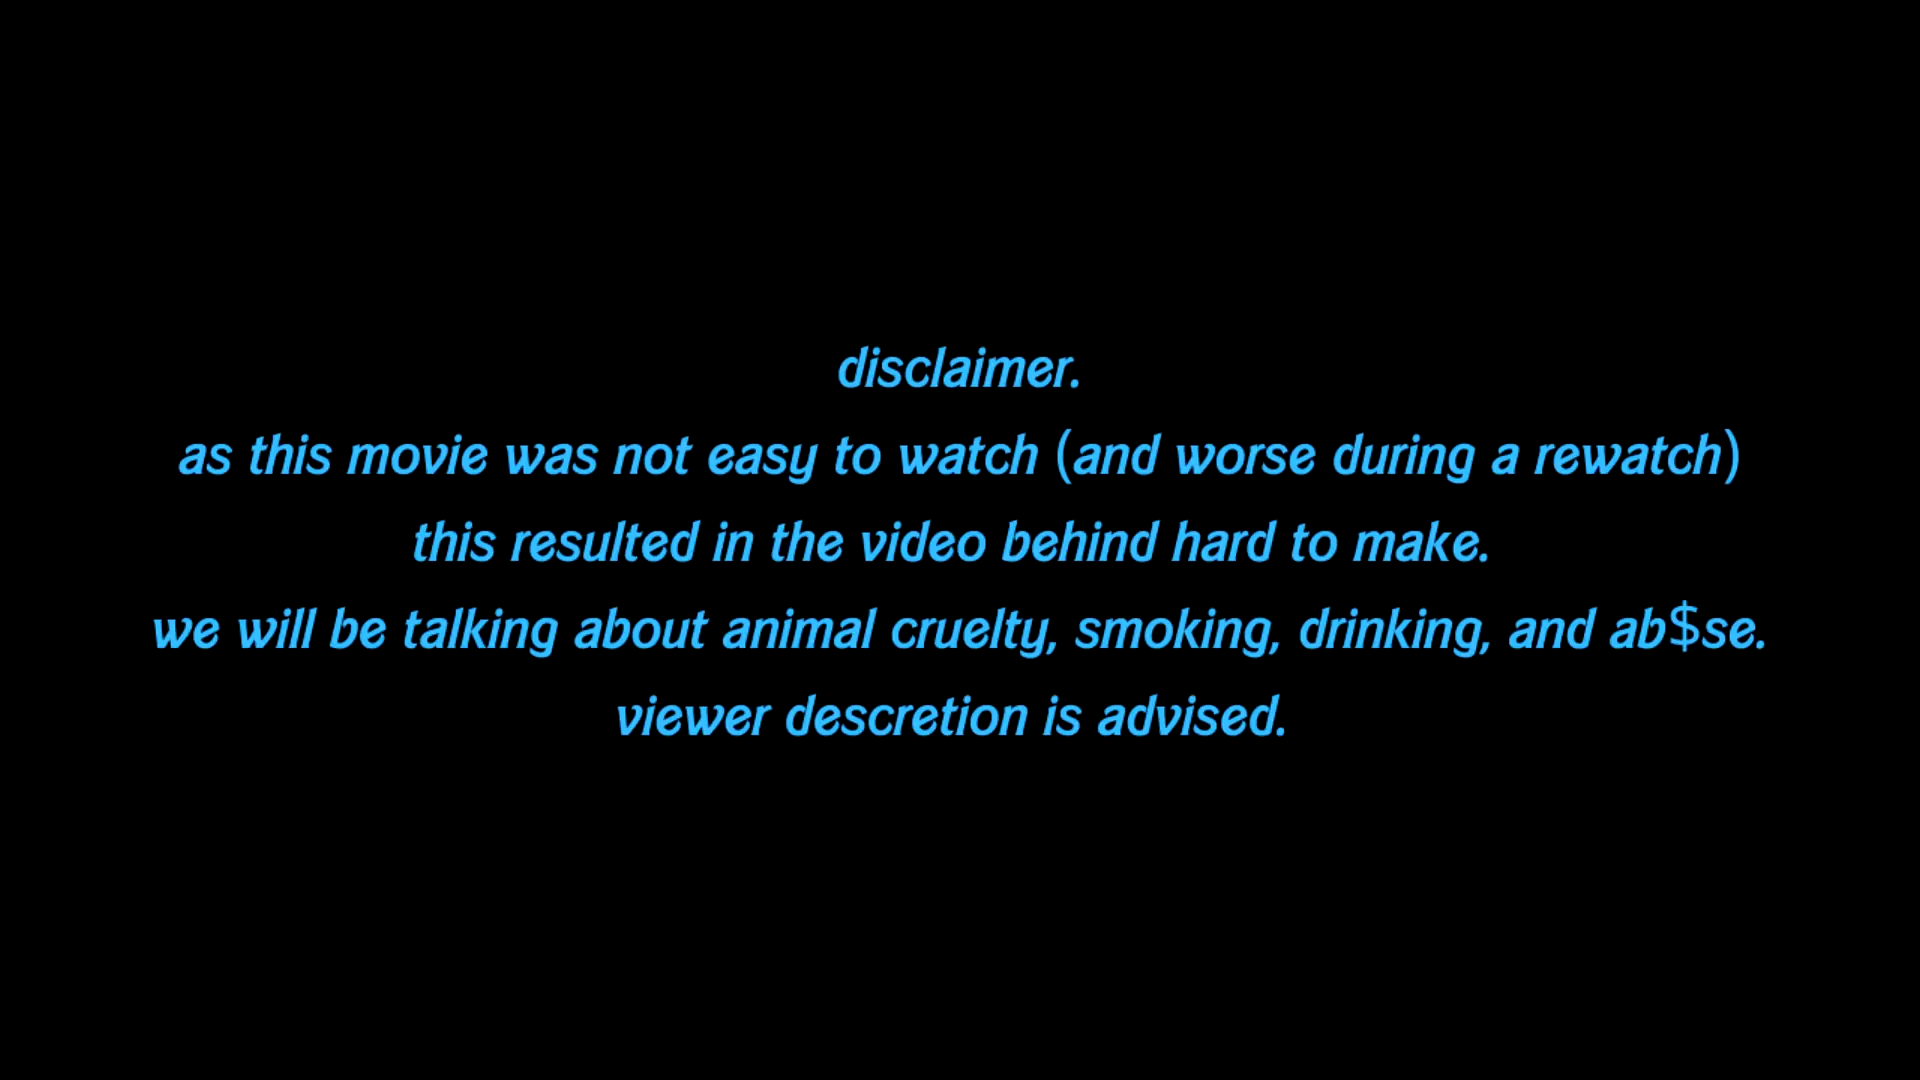 disclaimer.
as this movie was not easy to watch (and worse during a rewatch)
this resulted in the video behind hard to make.
we will be talking about animal cruelty, smoking, drinking, and ab$se.
viewer descretion is advised.